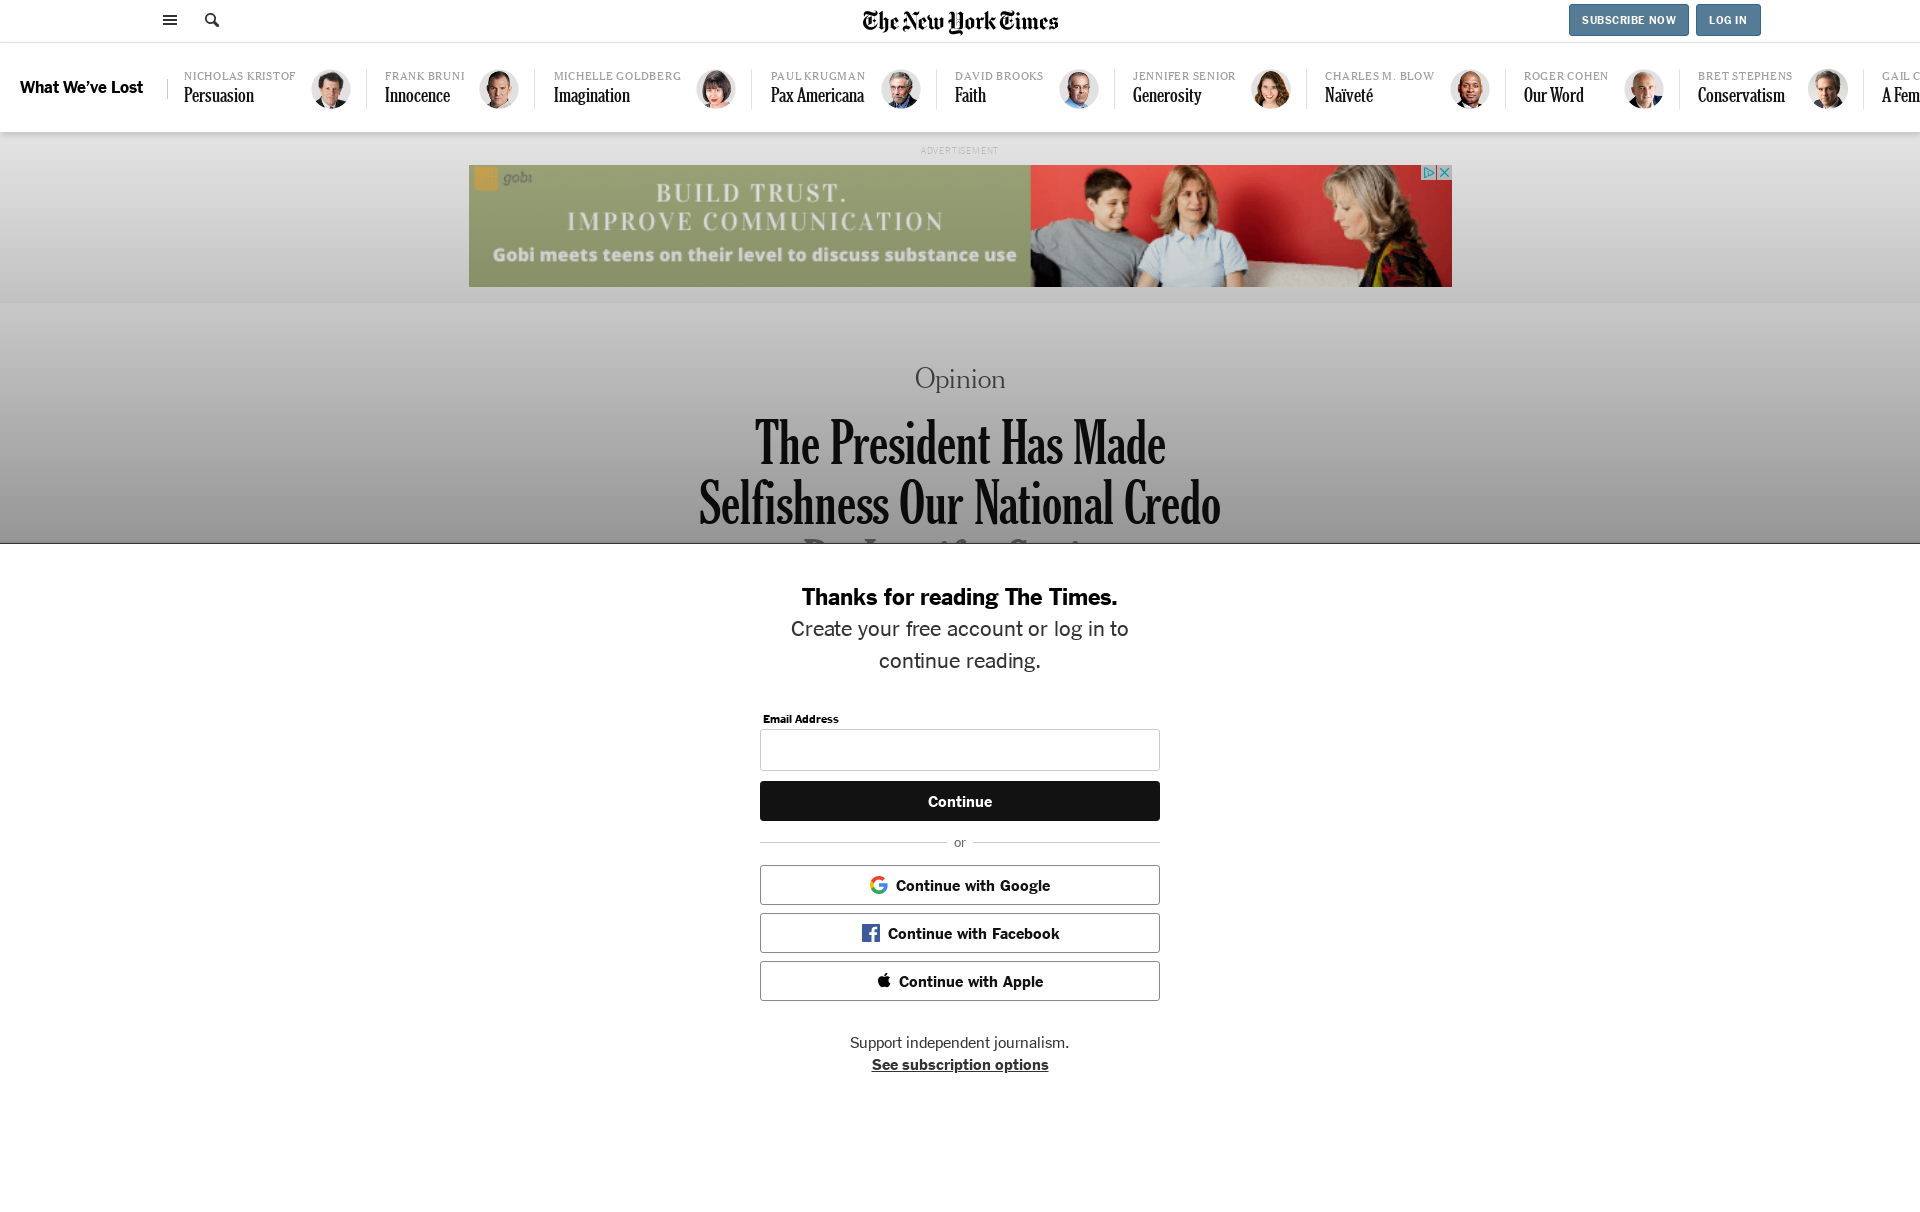 The New York Times
SUBSCRIBE NOW
LOG IN
What We've Lost
NICHOLAS KRISTOF
Persuasion
FRANK BRUNI
Innocence
MICHELLE GOLDBERG
Imagination
PAUL KRUGMAN
Pax Americana
DAVID BROOKS
Faith
JENNIFER SENIOR
Generosity
CHARLES M. BLOW
Naïveté
ROGER COHEN
Our Word
BRET STEPHENS
Conservatism
GAIL C
A Fem
ADVERTISEMENT
gobi
BUILD TRUST.
IMPROVE COMMUNICATION
Gobi meets teens on their level to discuss substance use
Opinion
The President Has Made
Selfishness Our National Credo
Thanks for reading The Times.
Create your free account or log in to
continue reading.
Email Address
Continue
or
Continue with Google
Continue with Facebook
Continue with Apple
Support independent journalism.
See subscription options